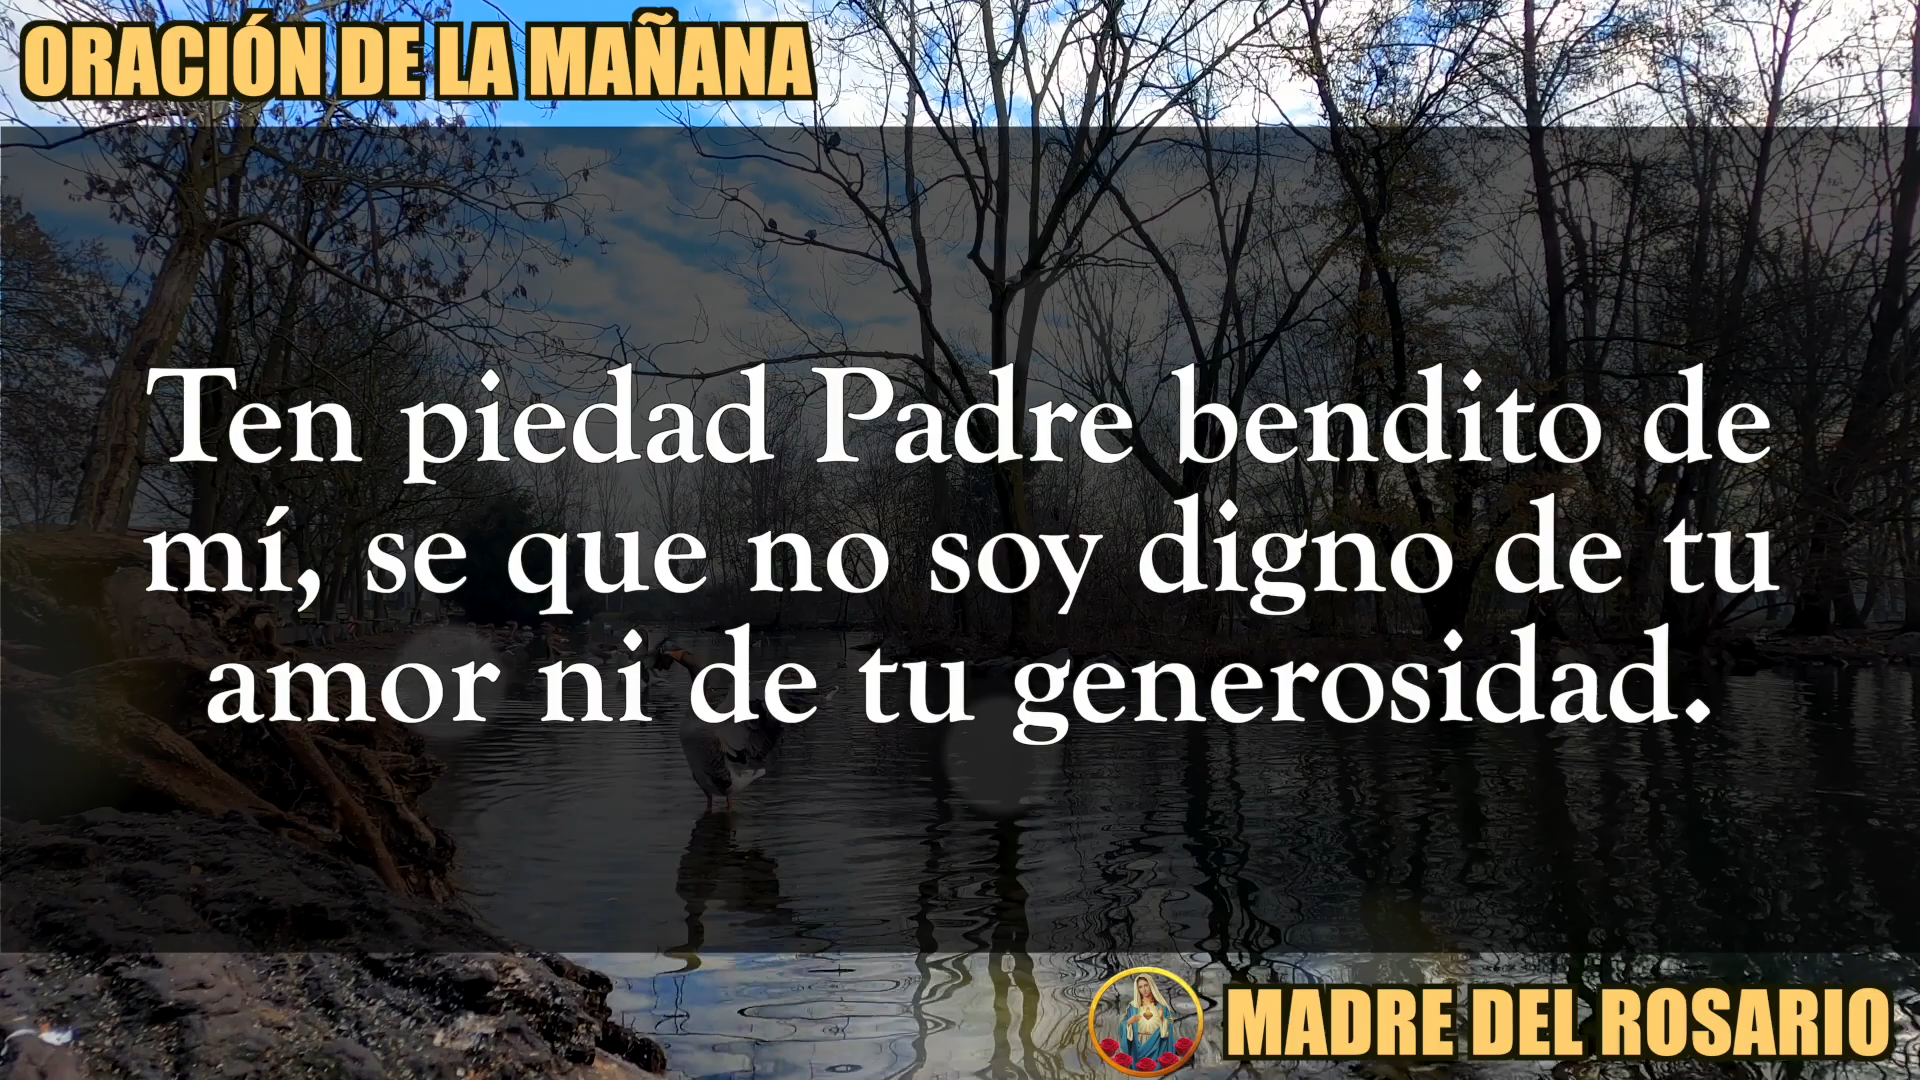 ORACIÓN DE LA MAÑANA
Ten piedad Padre bendito de
mí, se que no soy digno de tu
amor ni de tu generosidad.
MADRE DEL ROSARIO